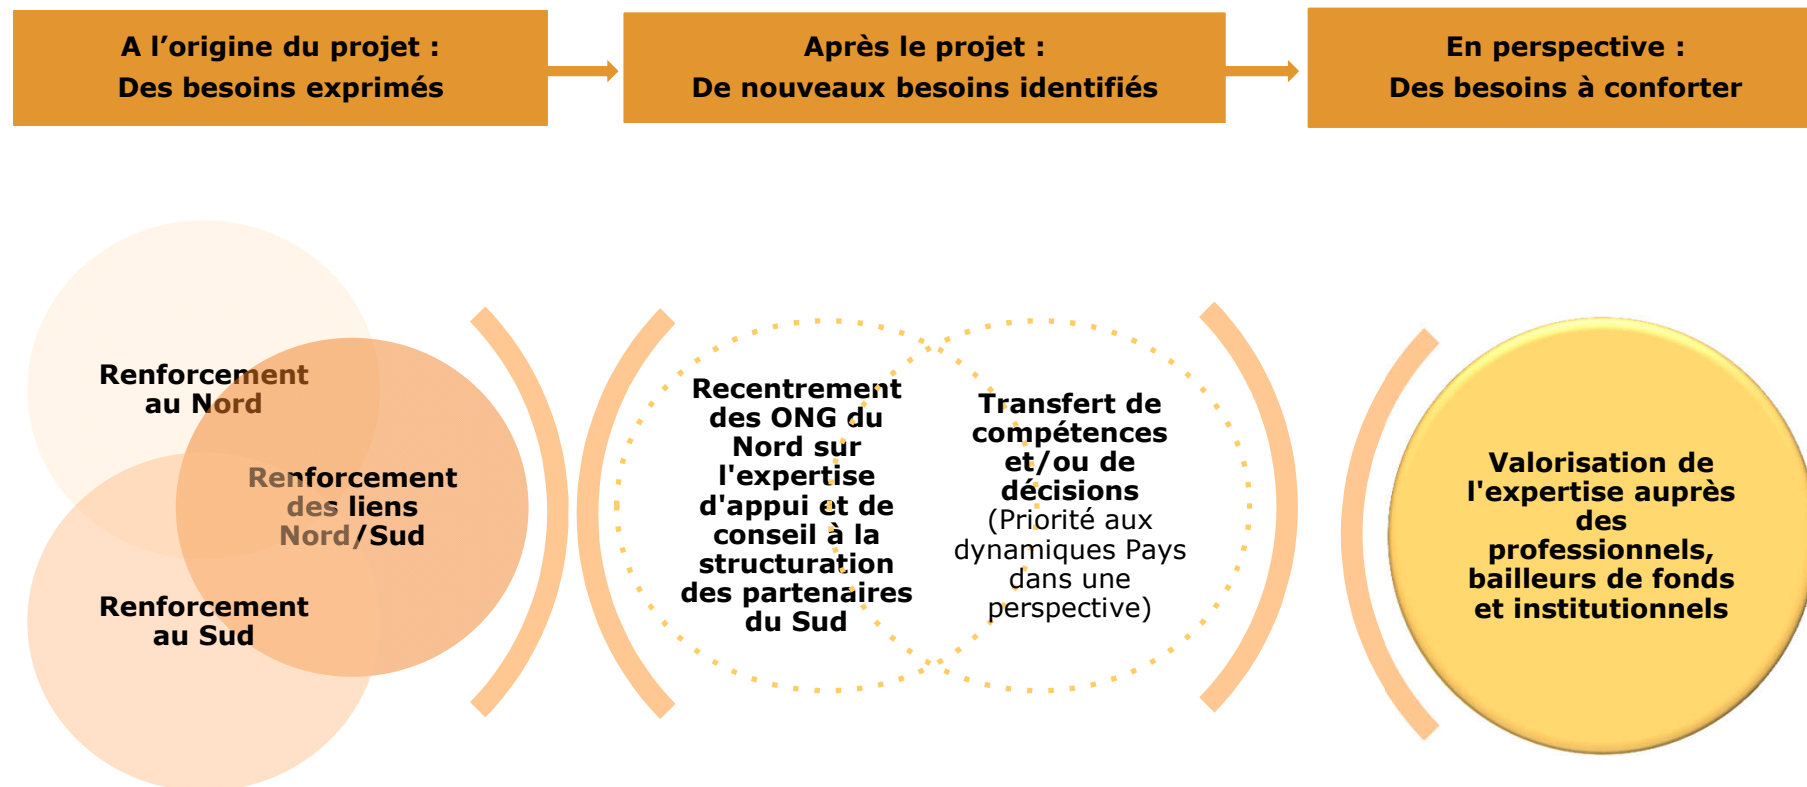 A l’origine du projet :
Des besoins exprimés
Après le projet :
De nouveaux besoins identifiés
En perspective :
Des besoins à conforter
Renforcement
au Nord
Renforcement
des liens
Nord/Sud
Renforcement
au Sud
Recentrement
des ONG du
Nord sur
l'expertise
d'appui et de
conseil à la
structuration
des partenaires
du Sud
Transfert de
compétences
et/ou de
décisions
(Priorité aux
dynamiques Pays
dans une
perspective)
Valorisation de
l'expertise auprès
des
professionnels,
bailleurs de fonds
et institutionnels